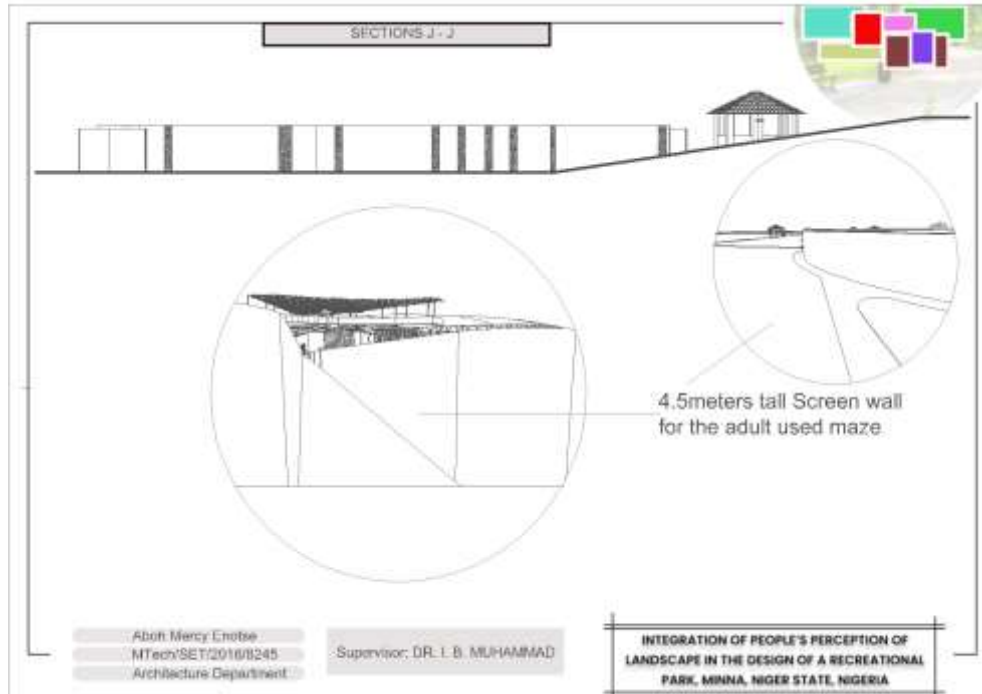 SECTIONS J - J
4.5meters tall Screen wall
for the adult used maze
Aboh Mercy Enotse
MTech/SET/2016/8245
Architecture Department
Supervisor: DR. I. B. MUHAMMAD
INTEGRATION OF PEOPLE'S PERCEPTION OF
LANDSCAPE IN THE DESIGN OF A RECREATIONAL
PARK, MINNA, NIGER STATE, NIGERIA